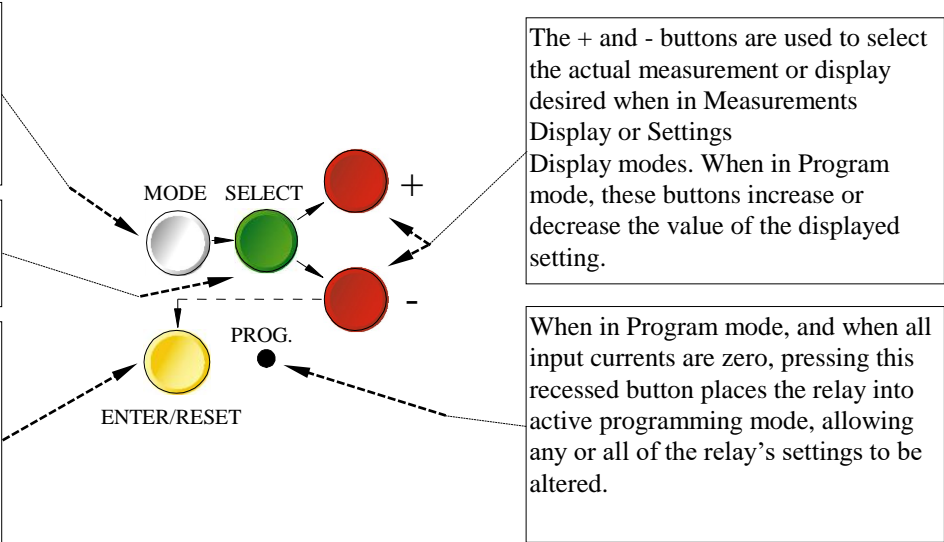 The + and - buttons are used to select
the actual measurement or display
desired when in Measurements
Display or Settings
Display modes. When in Program
mode, these buttons increase or
decrease the value of the displayed
setting.
MODE SELECT
+
-
PROG.
ENTER/RESET
When in Program mode, and when all
input currents are zero, pressing this
recessed button places the relay into
active programming mode, allowing
any or all of the relay’s settings to be
altered.